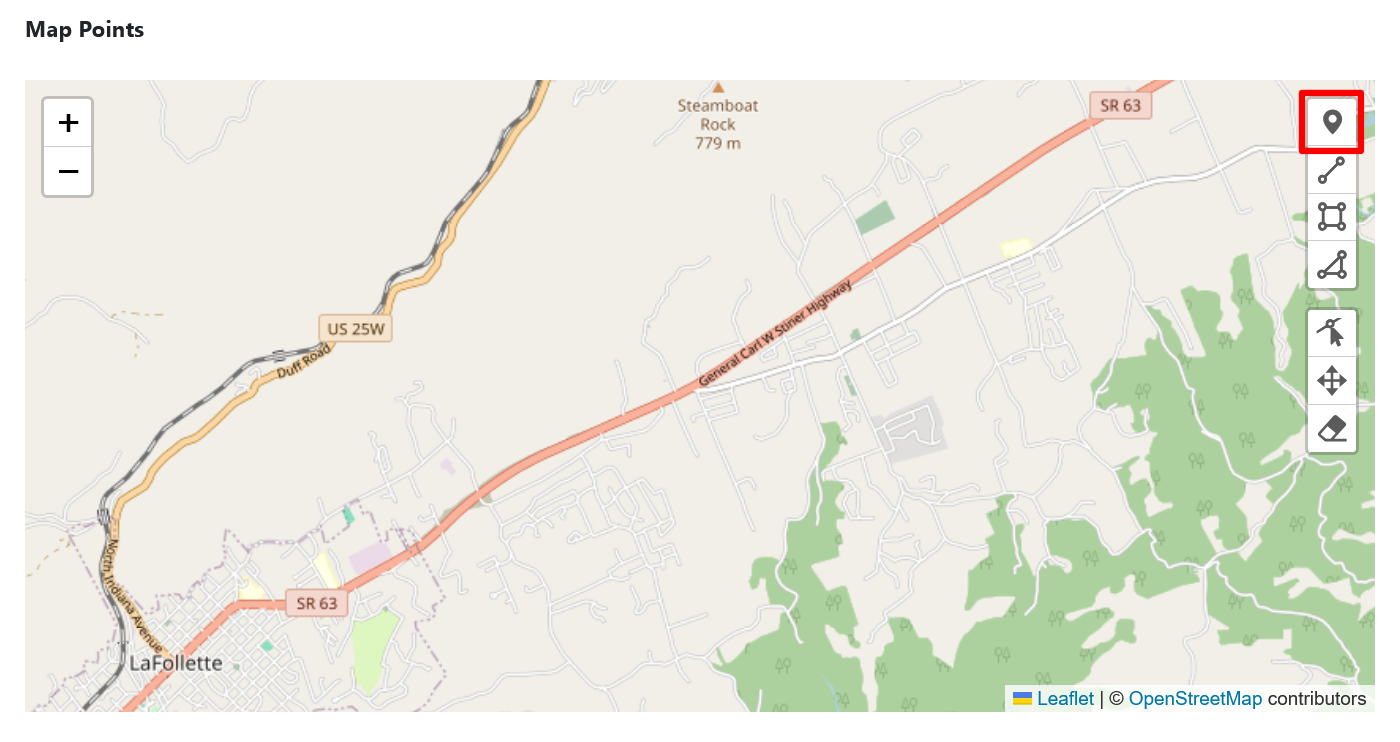 Map Points
+
−
Steamboat
Rock
779 m
SR 63
US 25W
Duff Road
General Carl W Stiner Highway
North Indiana Avenue
SR 63
LaFollette
Leaflet | © OpenStreetMap contributors